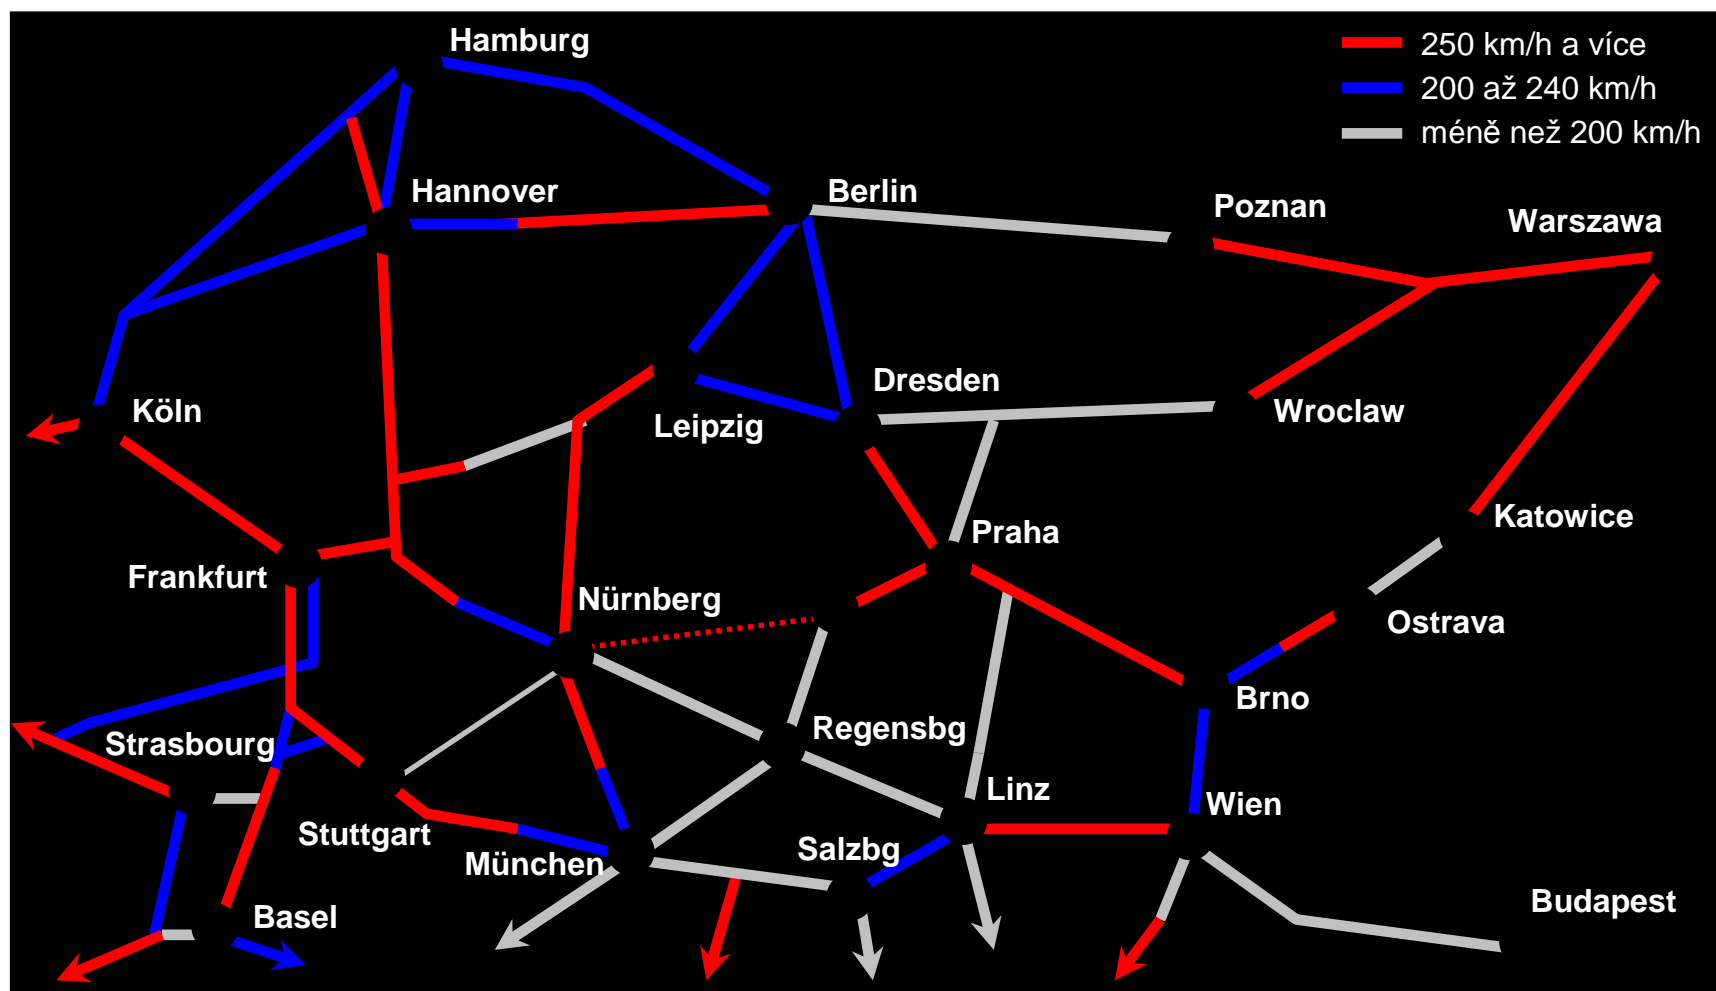 Hamburg
250 km/h a více
200 až 240 km/h
méně než 200 km/h
Hannover
Berlin
Poznan
Warszawa
Köln
Leipzig
Dresden
Wroclaw
Katowice
Praha
Frankfurt
Nürnberg
Ostrava
Brno
Strasbourg
Regensbg
Linz
Wien
Stuttgart
München
Salzbg
Basel
Budapest